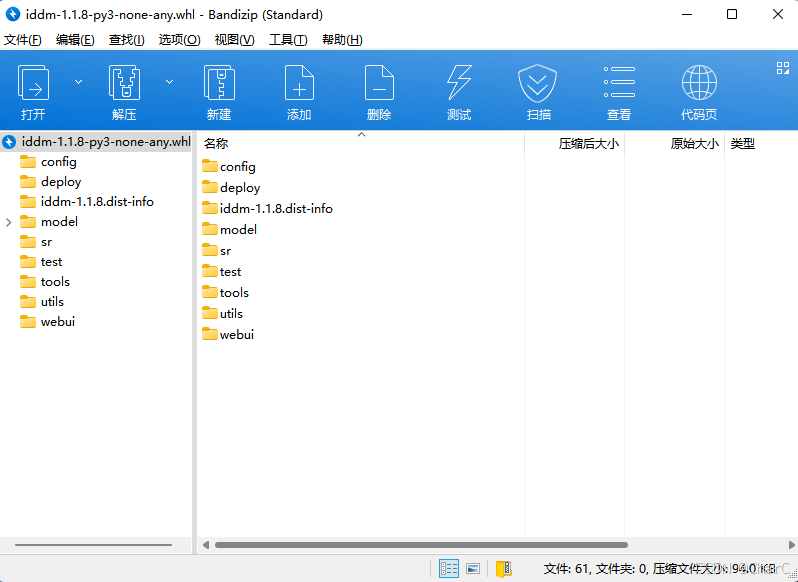 iddm-1.1.8-py3-none-any.whl - Bandizip (Standard)
文件(F) 编辑(E) 查找(I) 选项(O) 视图(V) 工具(T) 帮助(H)
打开 解压 新建 添加 删除 测试 扫描 查看 代码页
iddm-1.1.8-py3-none-any.whl
config
deploy
iddm-1.1.8.dist-info
model
sr
test
tools
utils
webui
名称 压缩后大小 原始大小 类型
config
deploy
iddm-1.1.8.dist-info
model
sr
test
tools
utils
webui
文件: 61, 文件夹: 0, 压缩文件大小: 94.0 KB